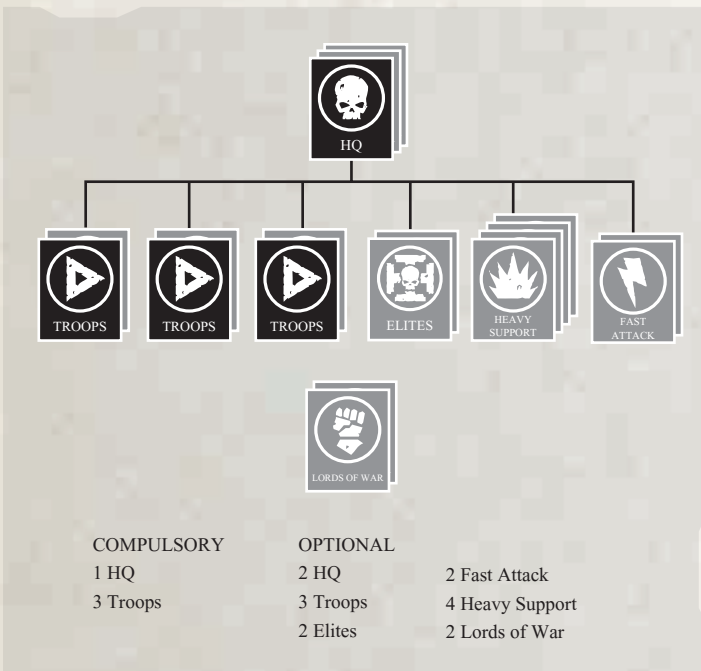 HQ
TROOPS
TROOPS
TROOPS
ELITES
HEAVY
SUPPORT
FAST
ATTACK
LORDS OF WAR
COMPULSORY
1 HQ
3 Troops
OPTIONAL
2 HQ
3 Troops
2 Elites
2 Fast Attack
4 Heavy Support
2 Lords of War